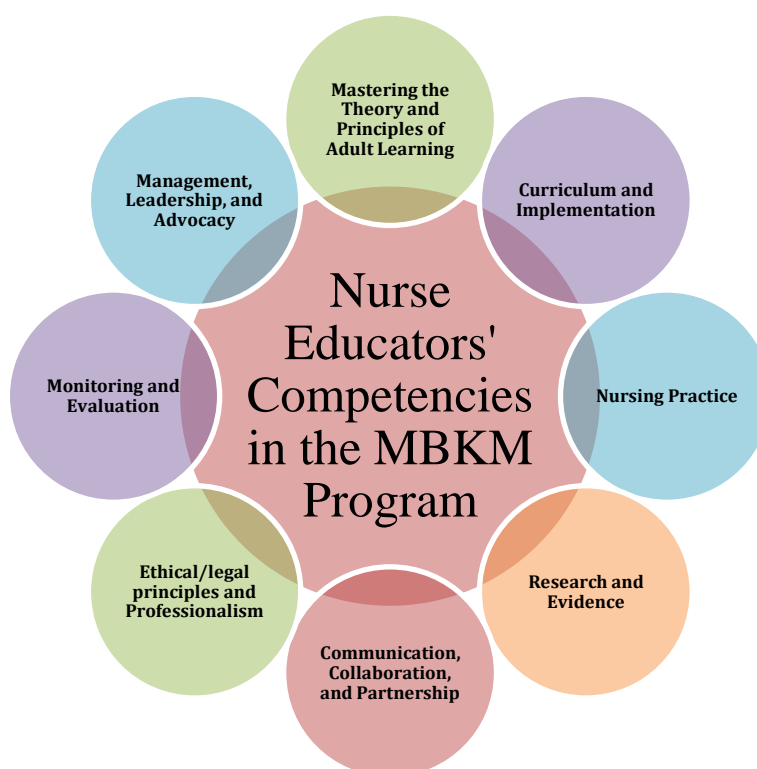 Mastering the
Theory and
Principles of
Adult Learning
Curriculum and
Implementation
Nursing Practice
Research and
Evidence
Communication,
Collaboration,
and Partnership
Ethical/legal
principles and
Professionalism
Monitoring and
Evaluation
Management,
Leadership, and
Advocacy
Nurse
Educators'
Competencies
in the MBKM
Program